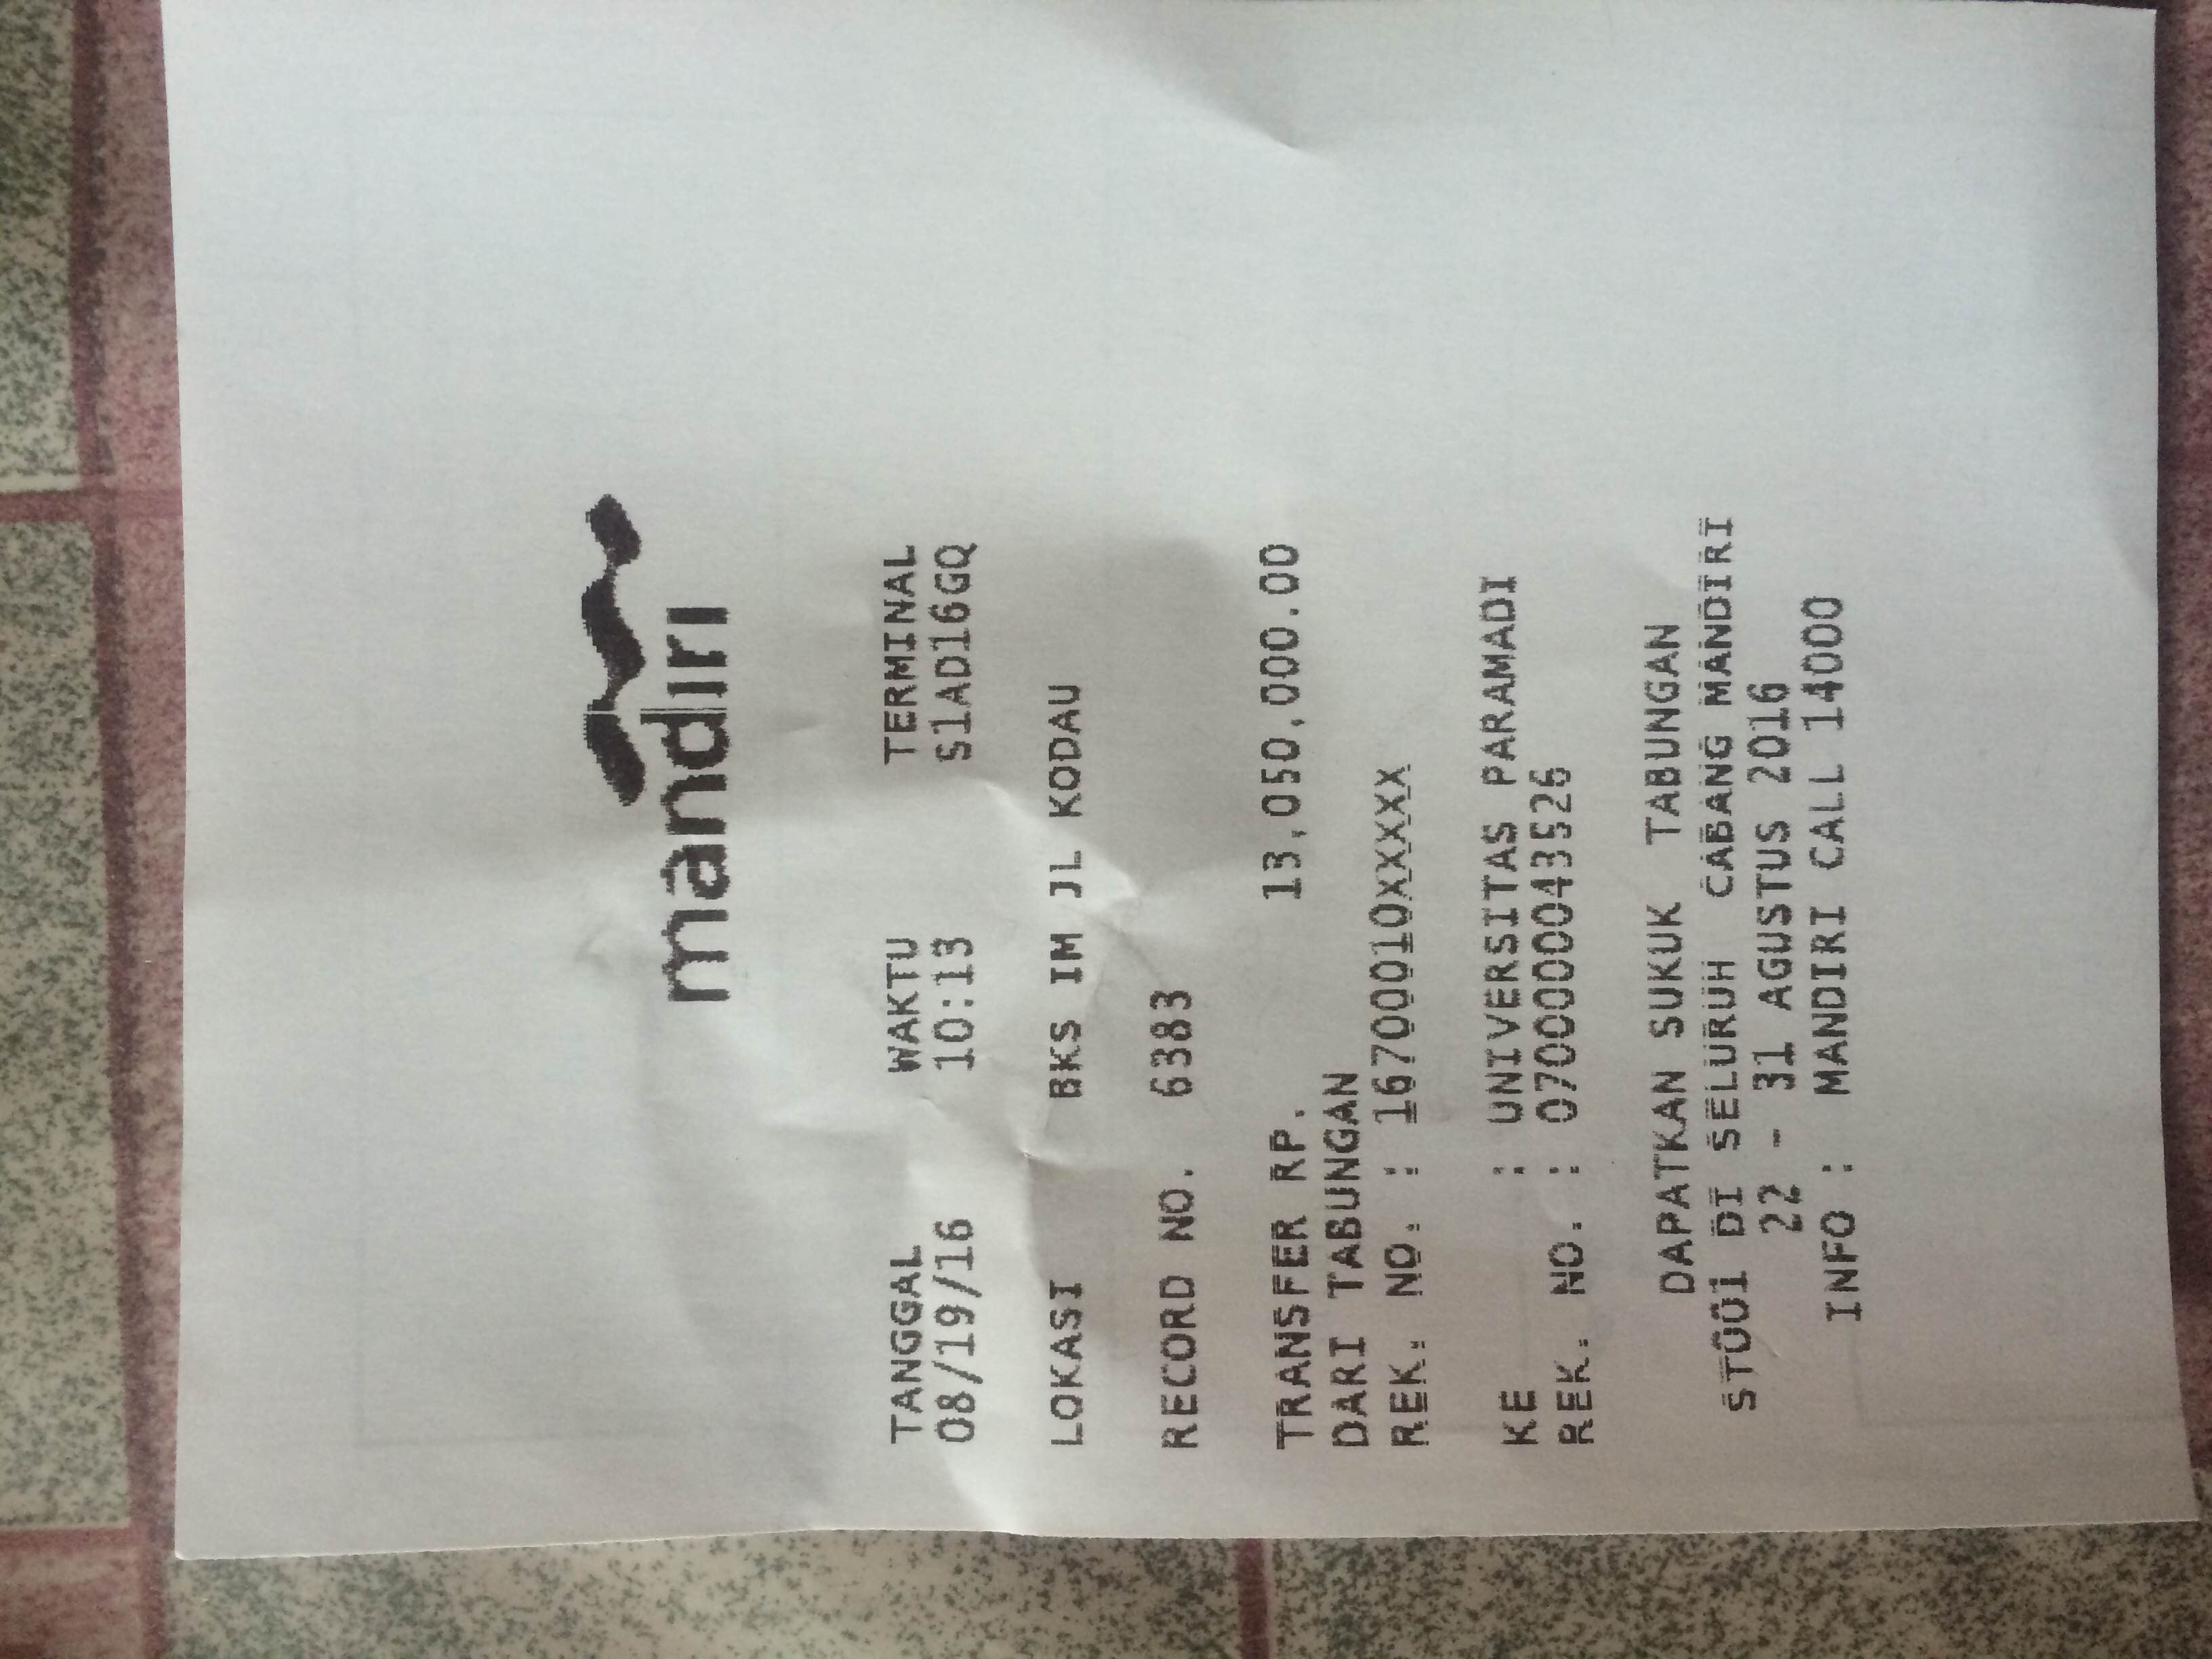 mandiri
TANGGAL WAKTU TERMINAL
08/19/16 10:13 S1AD16GQ
LOKASI BKS IM JL KODAU
RECORD NO. 6383
TRANSFER RP. 13,050,000.00
DARI TABUNGAN
REK. NO. : 16700010xxxxx
KE : UNIVERSITAS PARAMADI
REK. NO. : 0700000043526
DAPATKAN SUKUK TABUNGAN
ST001 DI SELURUH CABANG MANDIRI
22 - 31 AGUSTUS 2016
INFO : MANDIRI CALL 14000